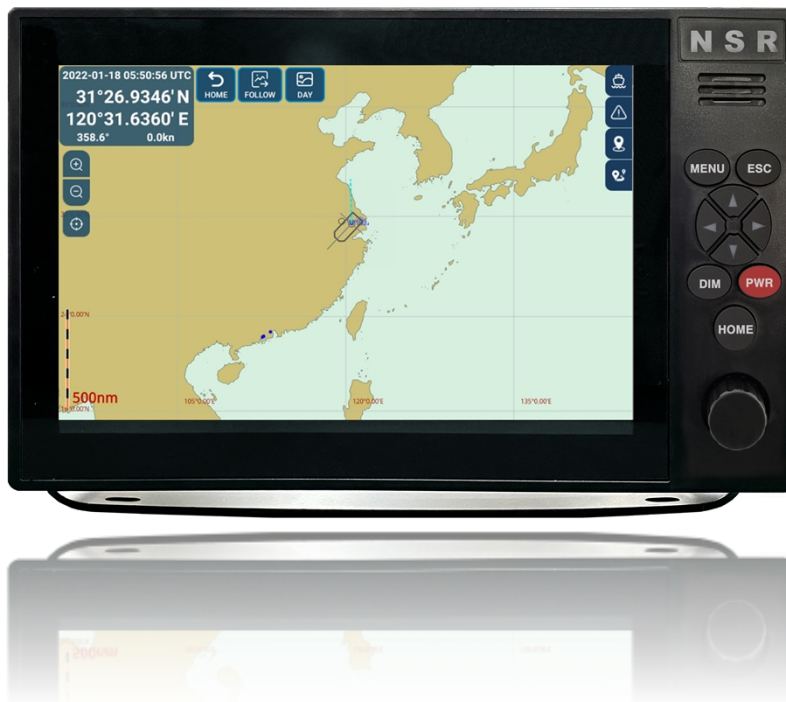 NSR
2022-01-18 05:50:56 UTC
31°26.9346' N
120°31.6360' E
358.6° 0.0kn
HOME
FOLLOW
DAY
MENU
ESC
DIM
PWR
HOME
500nm
105°0.00'E
120°0.00'E
135°0.00'E